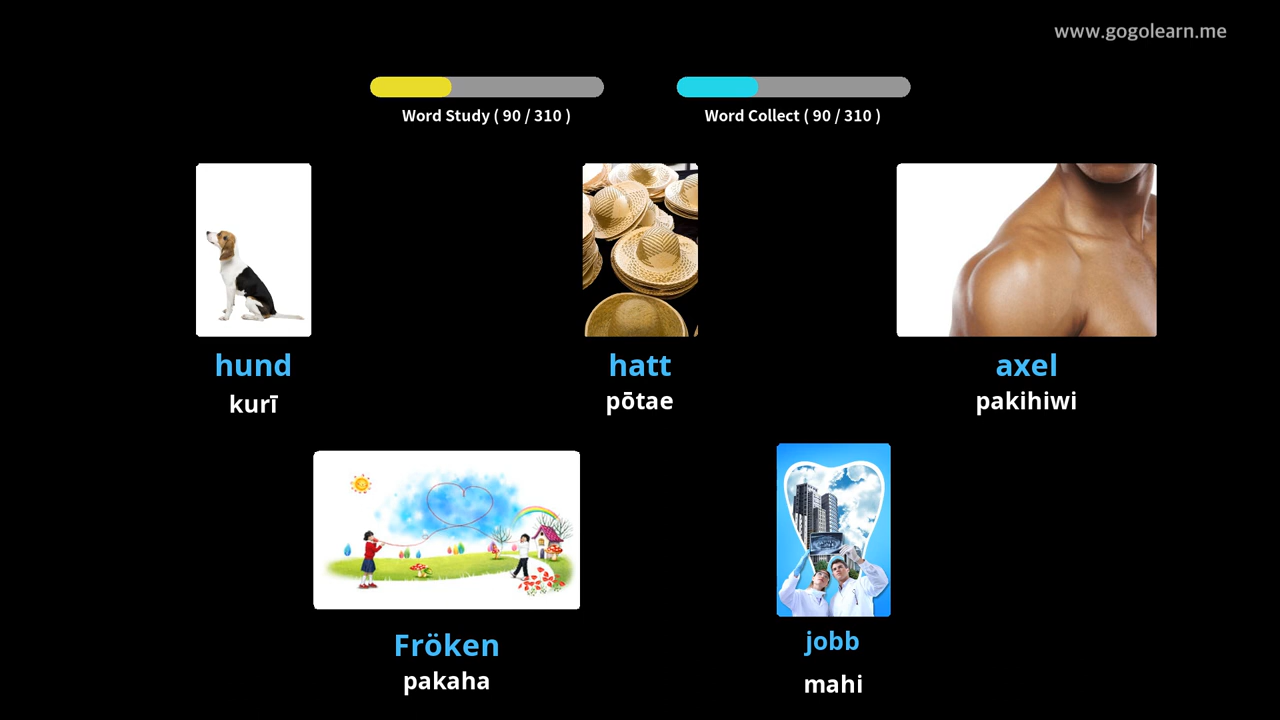 www.gogolearn.me
Word Study ( 90 / 310 )
Word Collect ( 90 / 310 )
hund
kurī
hatt
pōtae
axel
pakihiwi
Fröken
pakaha
jobb
mahi